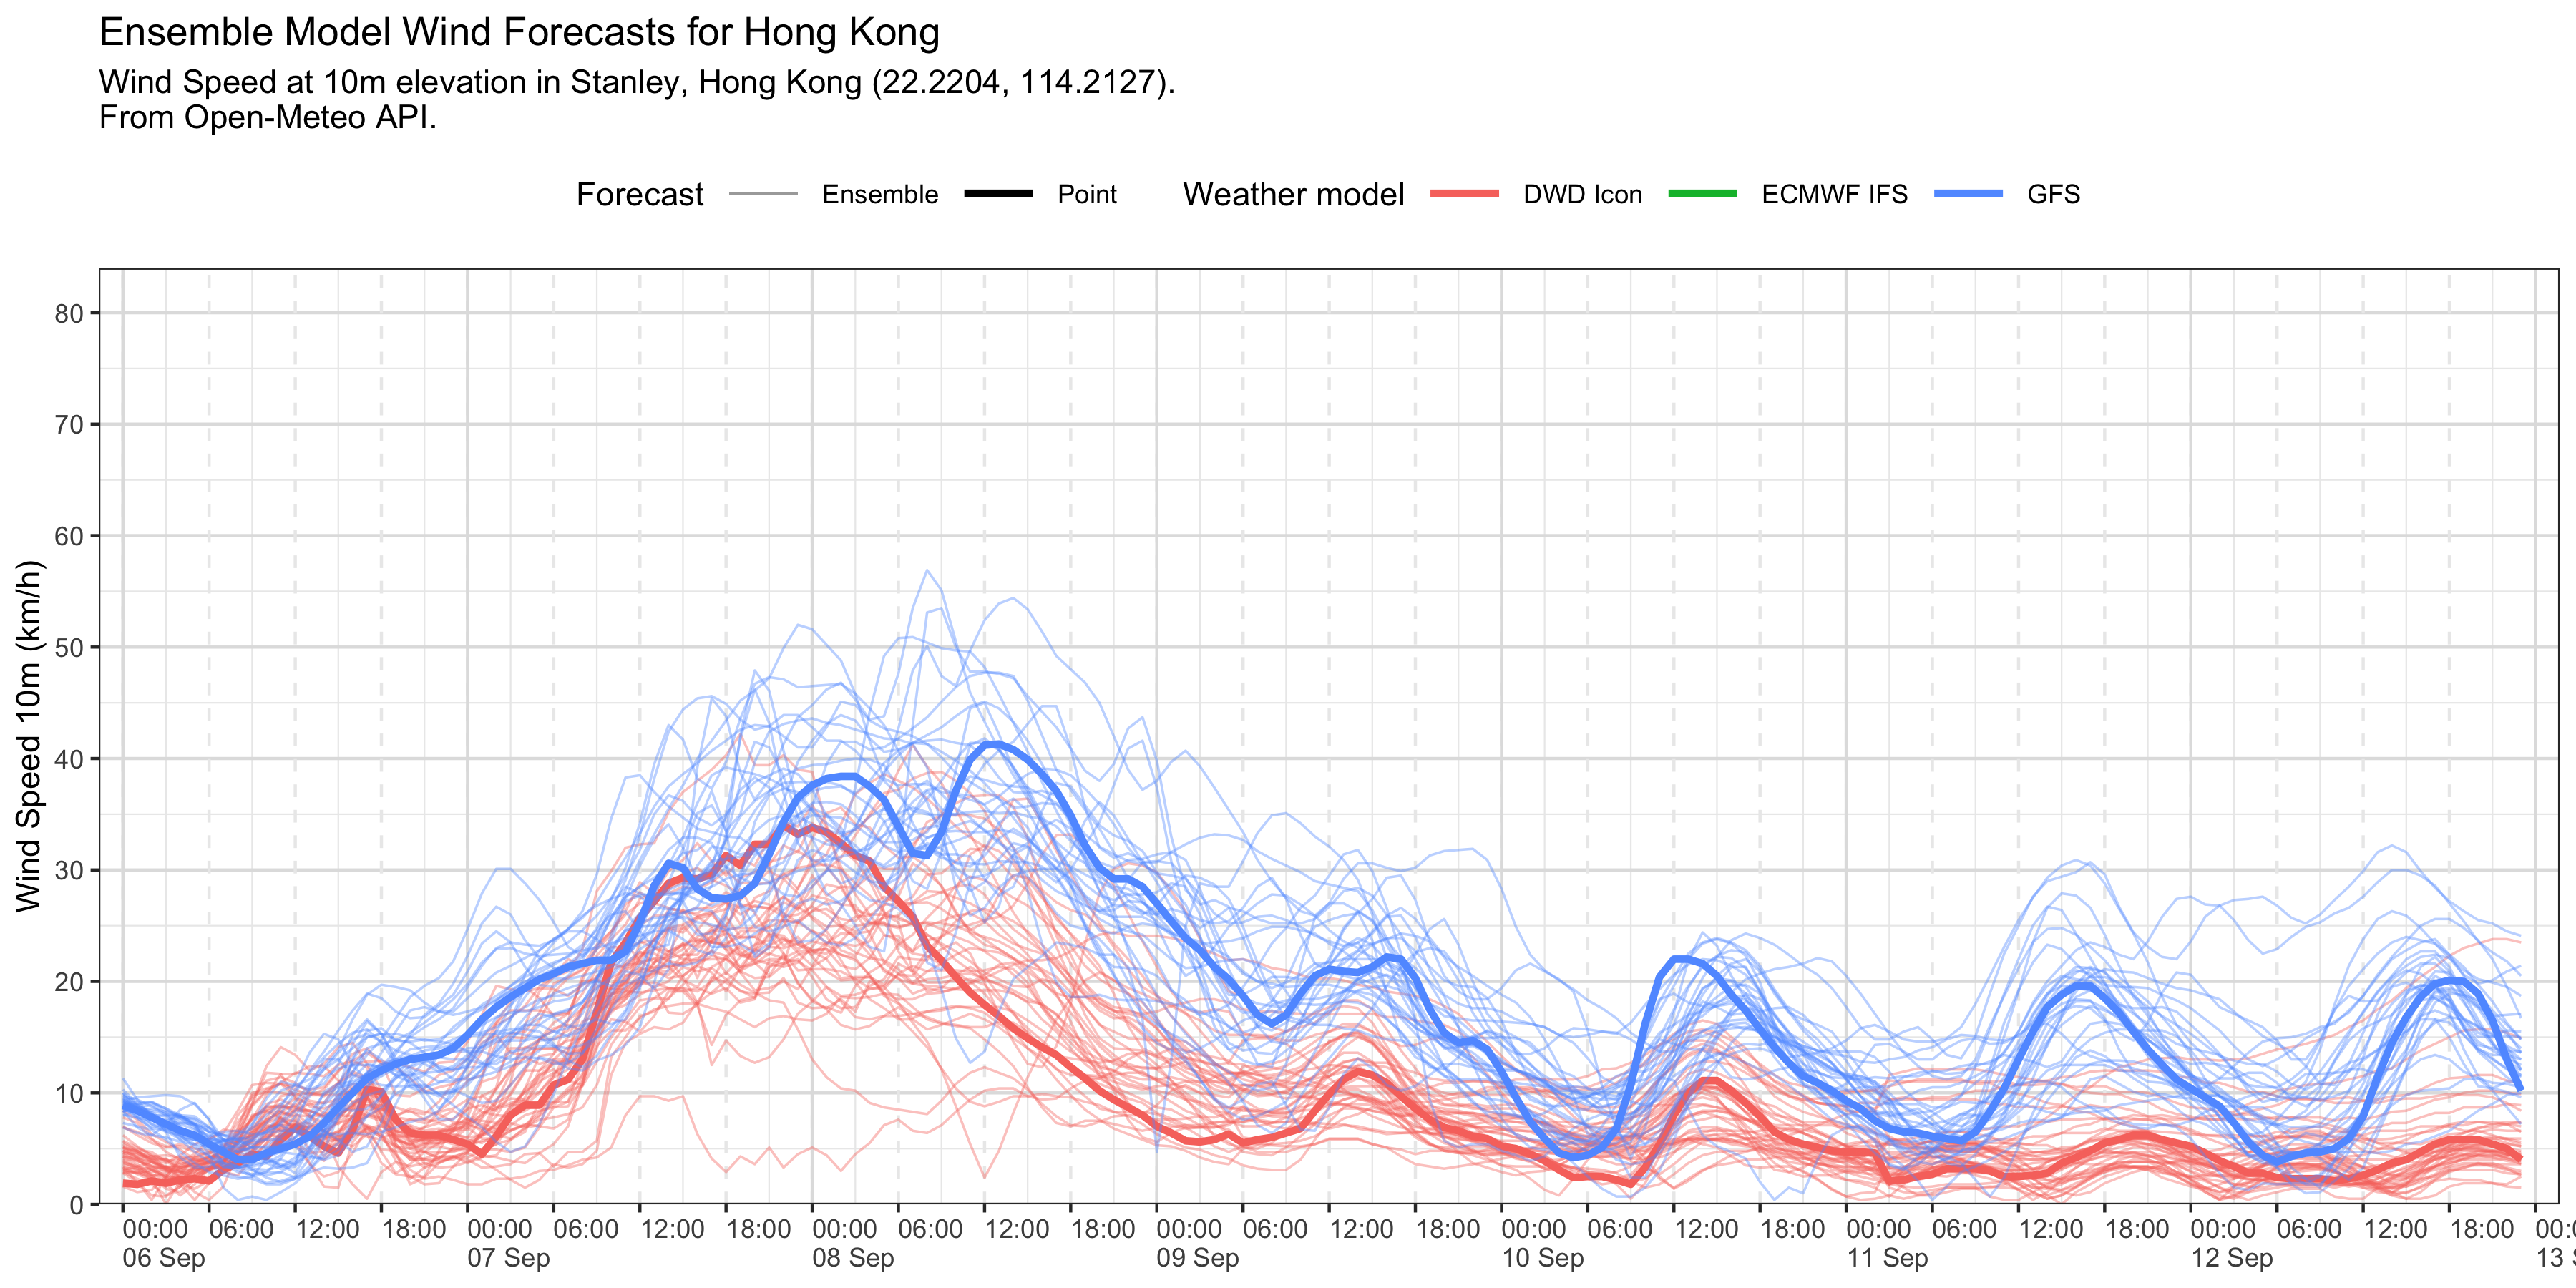 Ensemble Model Wind Forecasts for Hong Kong
Wind Speed at 10m elevation in Stanley, Hong Kong (22.2204, 114.2127).
From Open-Meteo API.
Forecast Ensemble Point Weather model DWD Icon ECMWF IFS GFS
Wind Speed 10m (km/h)
80
70
60
50
40
30
20
10
0
00:00 06:00 12:00 18:00 00:00 06:00 12:00 18:00 00:00 06:00 12:00 18:00 00:00 06:00 12:00 18:00 00:00 06:00 12:00 18:00 00:00 06:00 12:00 18:00 00:00 06:00 12:00 18:00
06 Sep 07 Sep 08 Sep 09 Sep 10 Sep 11 Sep 12 Sep 13